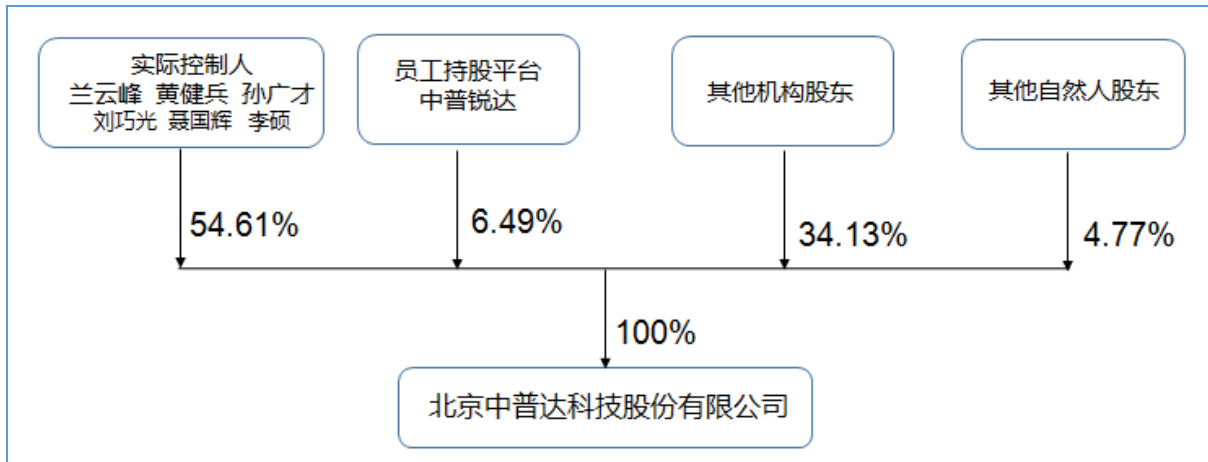 实际控制人
兰云峰 黄健兵 孙广才
刘巧光 聂国辉 李硕
员工持股平台
中普锐达
其他机构股东
其他自然人股东
54.61%
6.49%
34.13%
4.77%
100%
北京中普达科技股份有限公司